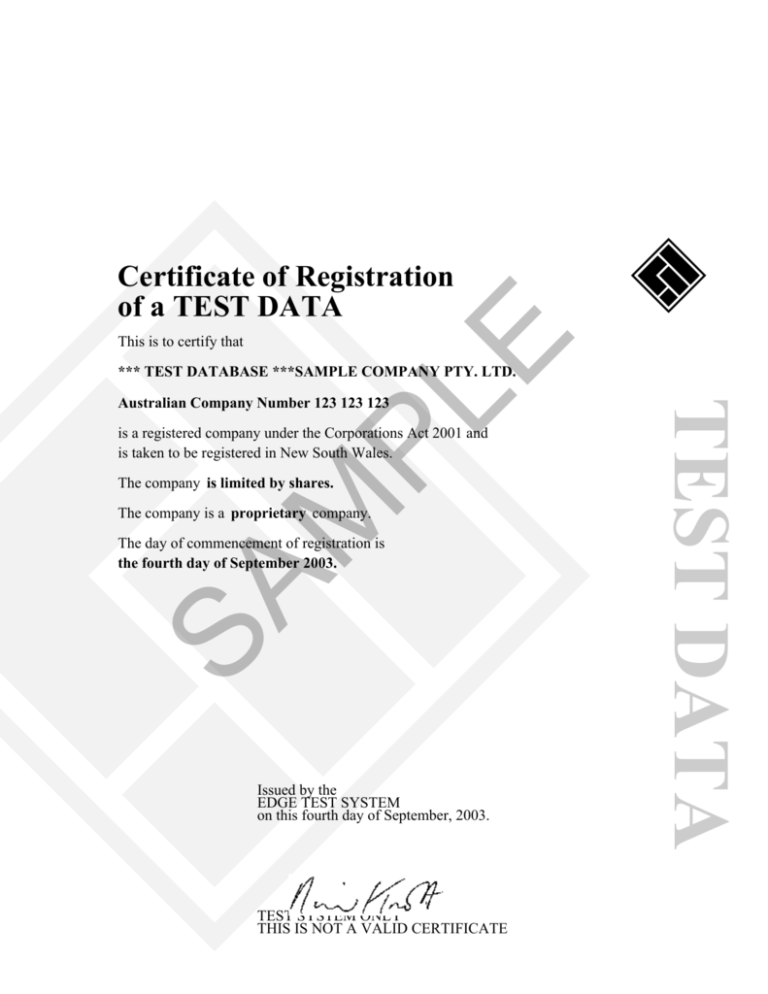 Certificate of Registration
of a TEST DATA
This is to certify that
*** TEST DATABASE ***SAMPLE COMPANY PTY. LTD.
Australian Company Number 123 123 123
is a registered company under the Corporations Act 2001 and
is taken to be registered in New South Wales.
The company is limited by shares.
The company is a proprietary company.
The day of commencement of registration is
the fourth day of September 2003.
SAMPLE
TEST DATA
Issued by the
EDGE TEST SYSTEM
on this fourth day of September, 2003.
TEST SYSTEM ONLY
THIS IS NOT A VALID CERTIFICATE